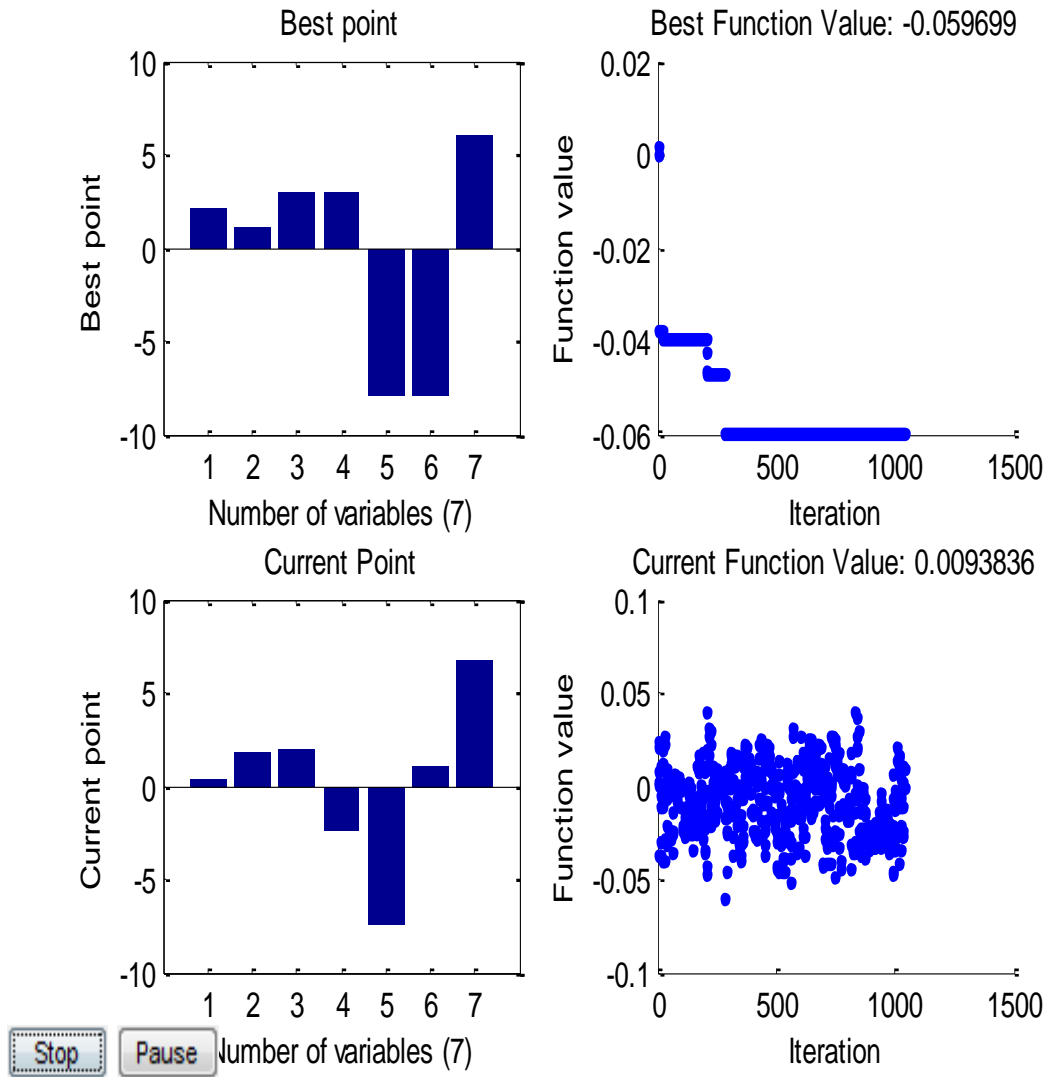 Best point
10
5
0
-5
-10
Best point
1 2 3 4 5 6 7
Number of variables (7)
Best Function Value: -0.059699
0.02
0
-0.02
-0.04
-0.06
Function value
0 500 1000 1500
Iteration
Current Point
10
5
0
-5
-10
Current point
1 2 3 4 5 6 7
Number of variables (7)
Current Function Value: 0.0093836
0.1
0.05
0
-0.05
-0.1
Function value
0 500 1000 1500
Iteration
Stop
Pause